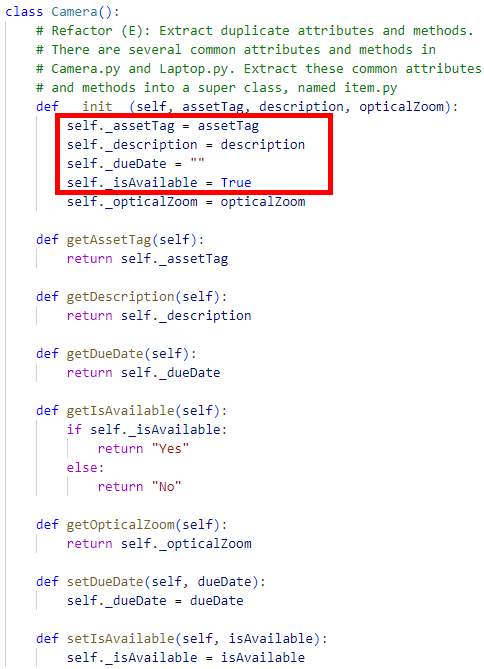 class Camera():
# Refactor (E): Extract duplicate attributes and methods.
# There are several common attributes and methods in
# Camera.py and Laptop.py. Extract these common attributes
# and methods into a super class, named item.py
def __init__(self, assetTag, description, opticalZoom):
self._assetTag = assetTag
self._description = description
self._dueDate = ""
self._isAvailable = True
self._opticalZoom = opticalZoom
def getAssetTag(self):
return self._assetTag
def getDescription(self):
return self._description
def getDueDate(self):
return self._dueDate
def getIsAvailable(self):
if self._isAvailable:
return "Yes"
else:
return "No"
def getOpticalZoom(self):
return self._opticalZoom
def setDueDate(self, dueDate):
self._dueDate = dueDate
def setIsAvailable(self, isAvailable):
self._isAvailable = isAvailable